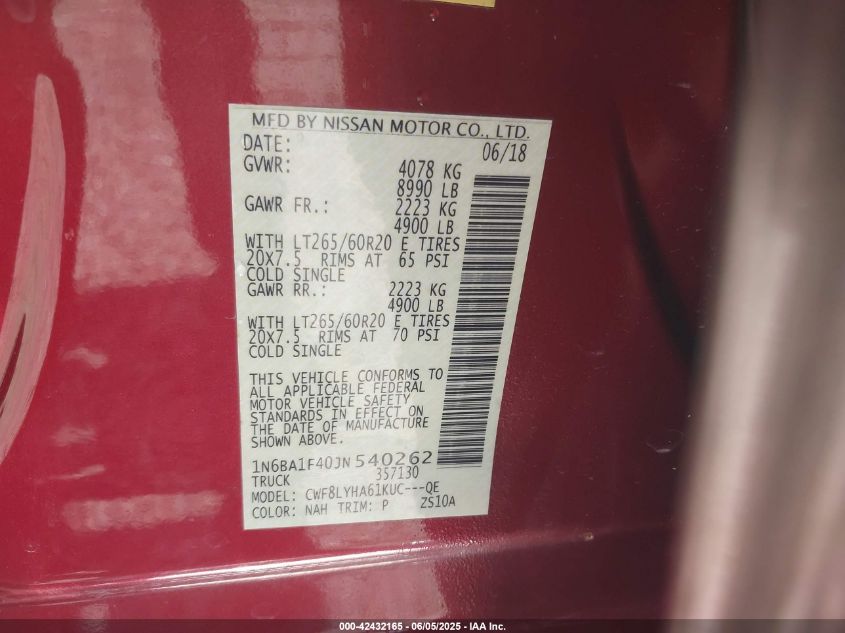 MFD BY NISSAN MOTOR CO., LTD.
DATE: 06/18
GVWR: 4078 KG
8990 LB
GAWR FR.: 2223 KG
4900 LB
WITH LT265/60R20 E TIRES
20X7.5 RIMS AT 65 PSI
COLD SINGLE
GAWR RR.: 2223 KG
4900 LB
WITH LT265/60R20 E TIRES
20X7.5 RIMS AT 70 PSI
COLD SINGLE
THIS VEHICLE CONFORMS TO
ALL APPLICABLE FEDERAL
MOTOR VEHICLE SAFETY
STANDARDS IN EFFECT ON
THE DATE OF MANUFACTURE
SHOWN ABOVE.
1N6BA1F40JN540262
TRUCK 357130
MODEL: CWF8LYHA61KUC---QE
COLOR: NAH TRIM: P ZS10A
000-42432165 - 06/05/2025 - IAA Inc.